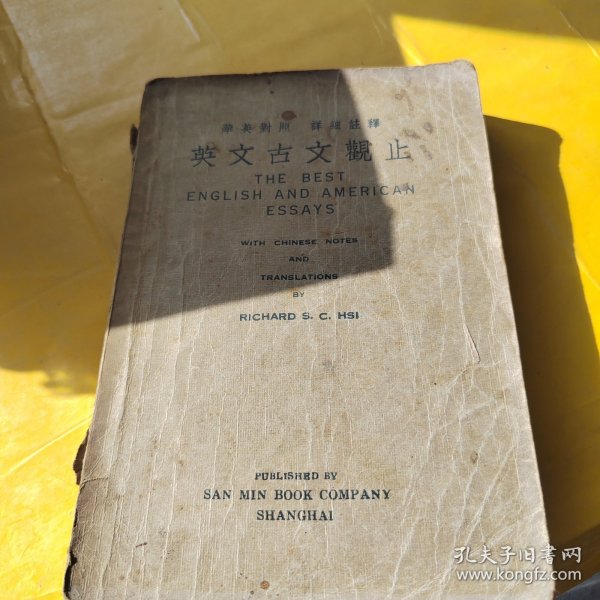 華英對照 詳細註釋
英文古文觀止
THE BEST
ENGLISH AND AMERICAN
ESSAYS
WITH CHINESE NOTES
AND
TRANSLATIONS
BY
RICHARD S. C. HSI
PUBLISHED BY
SAN MIN BOOK COMPANY
SHANGHAI
孔夫子旧书网
www.kongfz.com